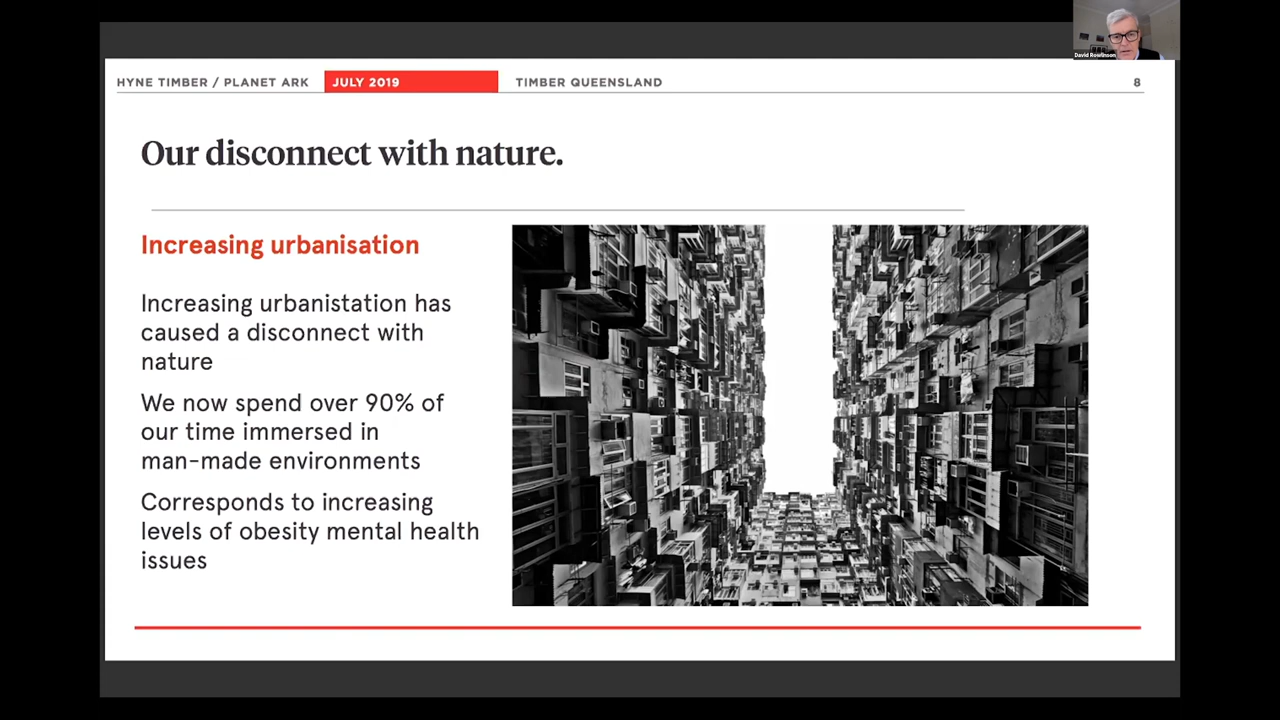 David Rowlinson
HYNE TIMBER / PLANET ARK JULY 2019 TIMBER QUEENSLAND 8
Our disconnect with nature.
Increasing urbanisation
Increasing urbanistation has
caused a disconnect with
nature
We now spend over 90% of
our time immersed in
man-made environments
Corresponds to increasing
levels of obesity mental health
issues